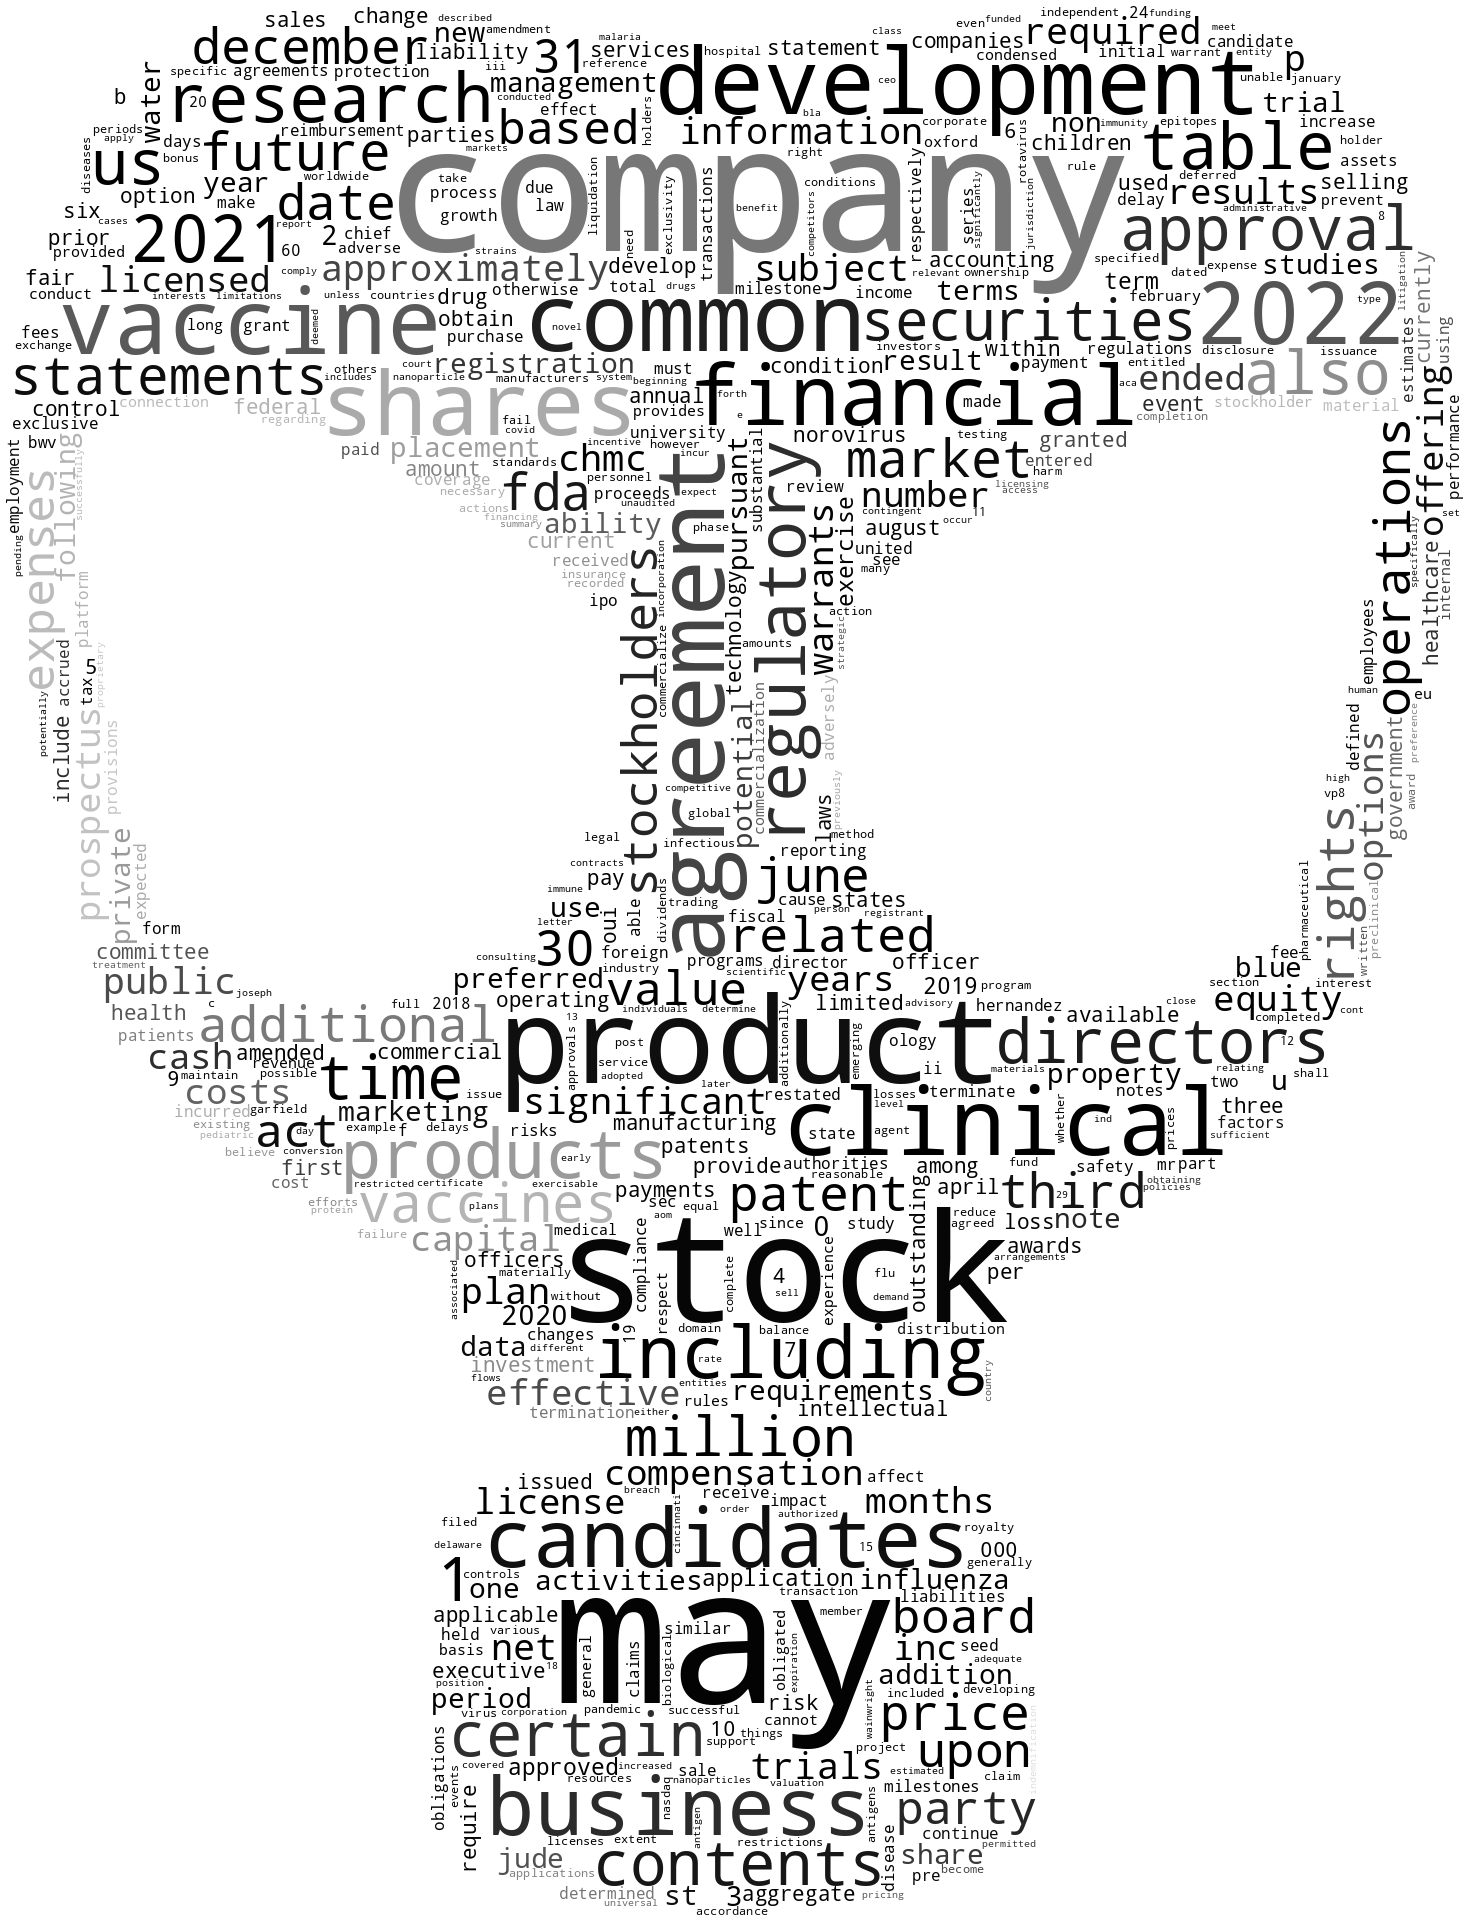 sales change described
independent 24 funding
december new amendment
liability iii 31 services
reference malaria
hospital statement class even funded
companies condensed required initial warrant
meet candidate entity
specific agreements protection
management conducted
development ceo bla
unable january p
b water 20 research
effect based holders
information corporate
trial increase
periods apply days bonus us
reimbursement parties future markets
right oxford 6 non immunity epitopes children
table rule holder assets
diseases option year make worldwide date
take process growth due law
company
liquidation need exclusivity transactions
benefit competitors conditions
respectively series significantly rotavirus jurisdiction
used delay results selling prevent deferred
six cases prior provided 2021 report 60 2
chief adverse strains
approval administrative 8
fair conduct licensed comply
approximately develop otherwise total drugs
subject milestone accounting income
relevant ownership terms
specified term dated expense studies
litigation currently
interests limitations unless countries drug
vaccine long grant deemed
obtain purchase
common novel
securities february
2022 type
fees exchange
estimates using
statements others includes
court registration nanoparticle manufacturers system beginning
must annual provides
investors condition result within payment
regulations disclosure issuance entitled
financial forth e made aca
ended also event
control connection federal regarding
shares fail covid
university
completion stockholder material
exclusive bwv
paid placement amount coverage necessary
standards incentive however
chmc personnel incur
norovirus testing granted
market entered harm
offering performance
employment pending
expenses following successfully
actions financing summary
fda proceeds unaudited expect
ability phase
review number licensing access
contingent 11 august occur
operations set
platform
current received insurance recorded ipo
stockholders incorporation commercialize
agreement
pursuant substantial technology
regulatory
warrants exercise
united see many action
strategic
specifically healthcare internal
employees human eu
tax 5 proprietary
include accrued potentially
prospectus provisions
amounts potential commercialization adversely
competitive global previously
laws method
infectious
defined government preference
high vp8 options award
rights
private expected
legal contracts pay immune use letter
able dividends trading
june reporting cause states
fiscal person registrant
pharmaceutical written preclinical
form committee treatment
oui 30 consulting
foreign industry
related
programs director scientific officer
fee blue section interest
public joseph
preferred operating value
individuals determine
years limited 2019 advisory program hernandez
equity completed cont
health c patients additional full 2018
available close
product
13 approvals post service adopted later
additionally emerging ology ii
directors 12
cash amended revenue commercial
9 maintain possible
time issue
materials property relating two u shall
costs incurred existing pediatric garfield
marketing significant
restated losses level terminate notes
three factors sufficient
act day example f delays risks
manufacturing patents
clinical state agent
whether ind prices
believe conversion first
products early
provide authorities reasonable among
fund safety mr part obtaining policies
cost restricted certificate exercisable
payments patent
april third 29
efforts protein vaccines plans
sec aom equal
well since 0 study
outstanding reduce agreed loss note
failure capital medical
stock
awards arrangements
officers materially compliance
per
associated plan without respect complete
4 sell experience flu demand
2020 changes 19
domain balance distribution
data different
including 7 rate
country
investment flows effective
entities rules requirements
termination either
intellectual
million
compensation
issued breach affect
license receive impact months
cincinnati order authorized
filed candidates royalty
delaware 15 000 generally
1 controls one
activities application influenza
transaction liabilities
applicable may member board
held various basis net
similar obligated expiration
inc seed adequate
executive 18 general claims biological
addition
position period
risk included developing
virus corporation pandemic successful cannot
price
certain 10 things support
wainwright project upon
indemnification
obligations events covered approved increased
sale trials estimated claim
resources nanoparticles valuation
milestones
require business nasdaq
antigen antigens party
licenses extent restrictions
continue permitted
jude contents disease share
applications pre become
determined universal st 3 aggregate pricing
accordance